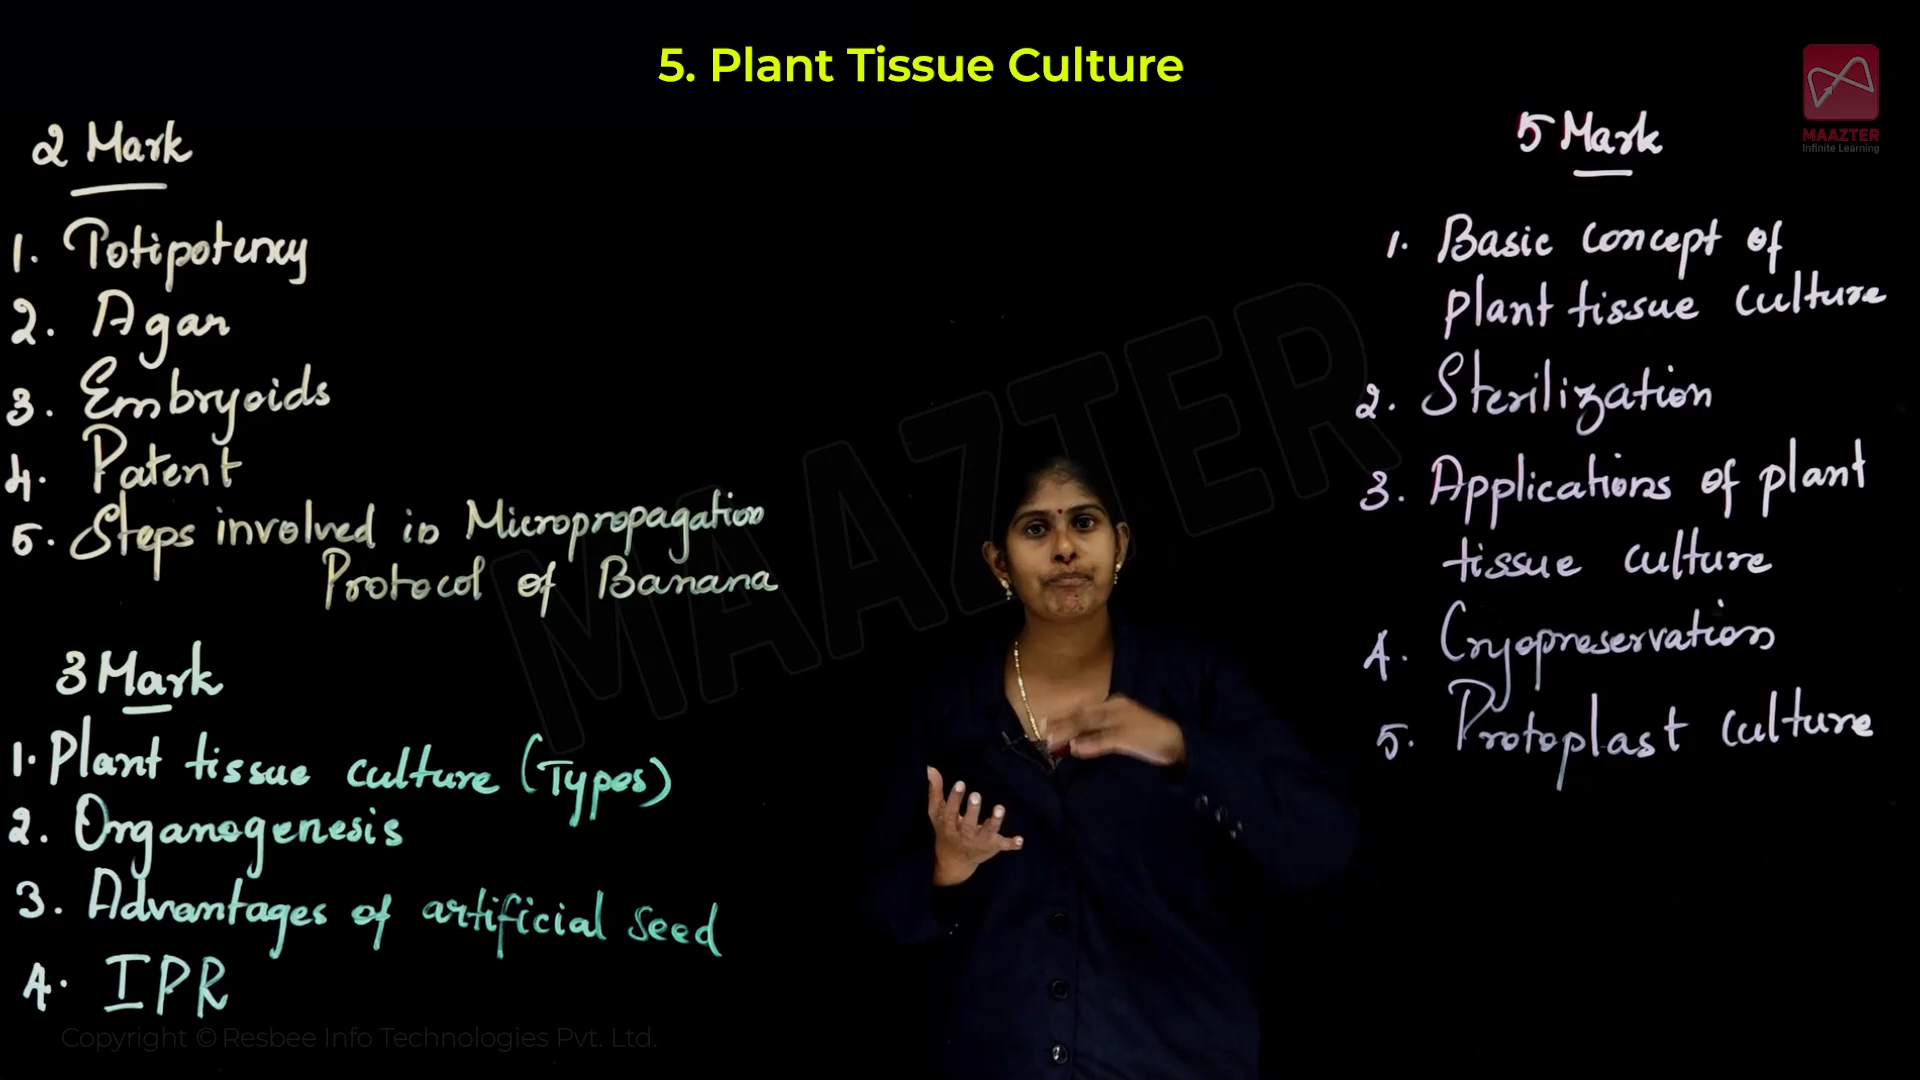 5. Plant Tissue Culture
MAAZTER
Infinite Learning
2 Mark
1. Totipotency
2. Agar
3. Embryoids
4. Patent
5. Steps involved in Micropropagation
Protocol of Banana
3 Mark
1. Plant tissue culture (Types)
2. Organogenesis
3. Advantages of artificial seed
4. IPR
5 Mark
1. Basic concept of
plant tissue culture
2. Sterilization
3. Applications of plant
tissue culture
4. Cryopreservation
5. Protoplast culture
MAAZTER
Copyright © Resbee Info Technologies Pvt. Ltd.